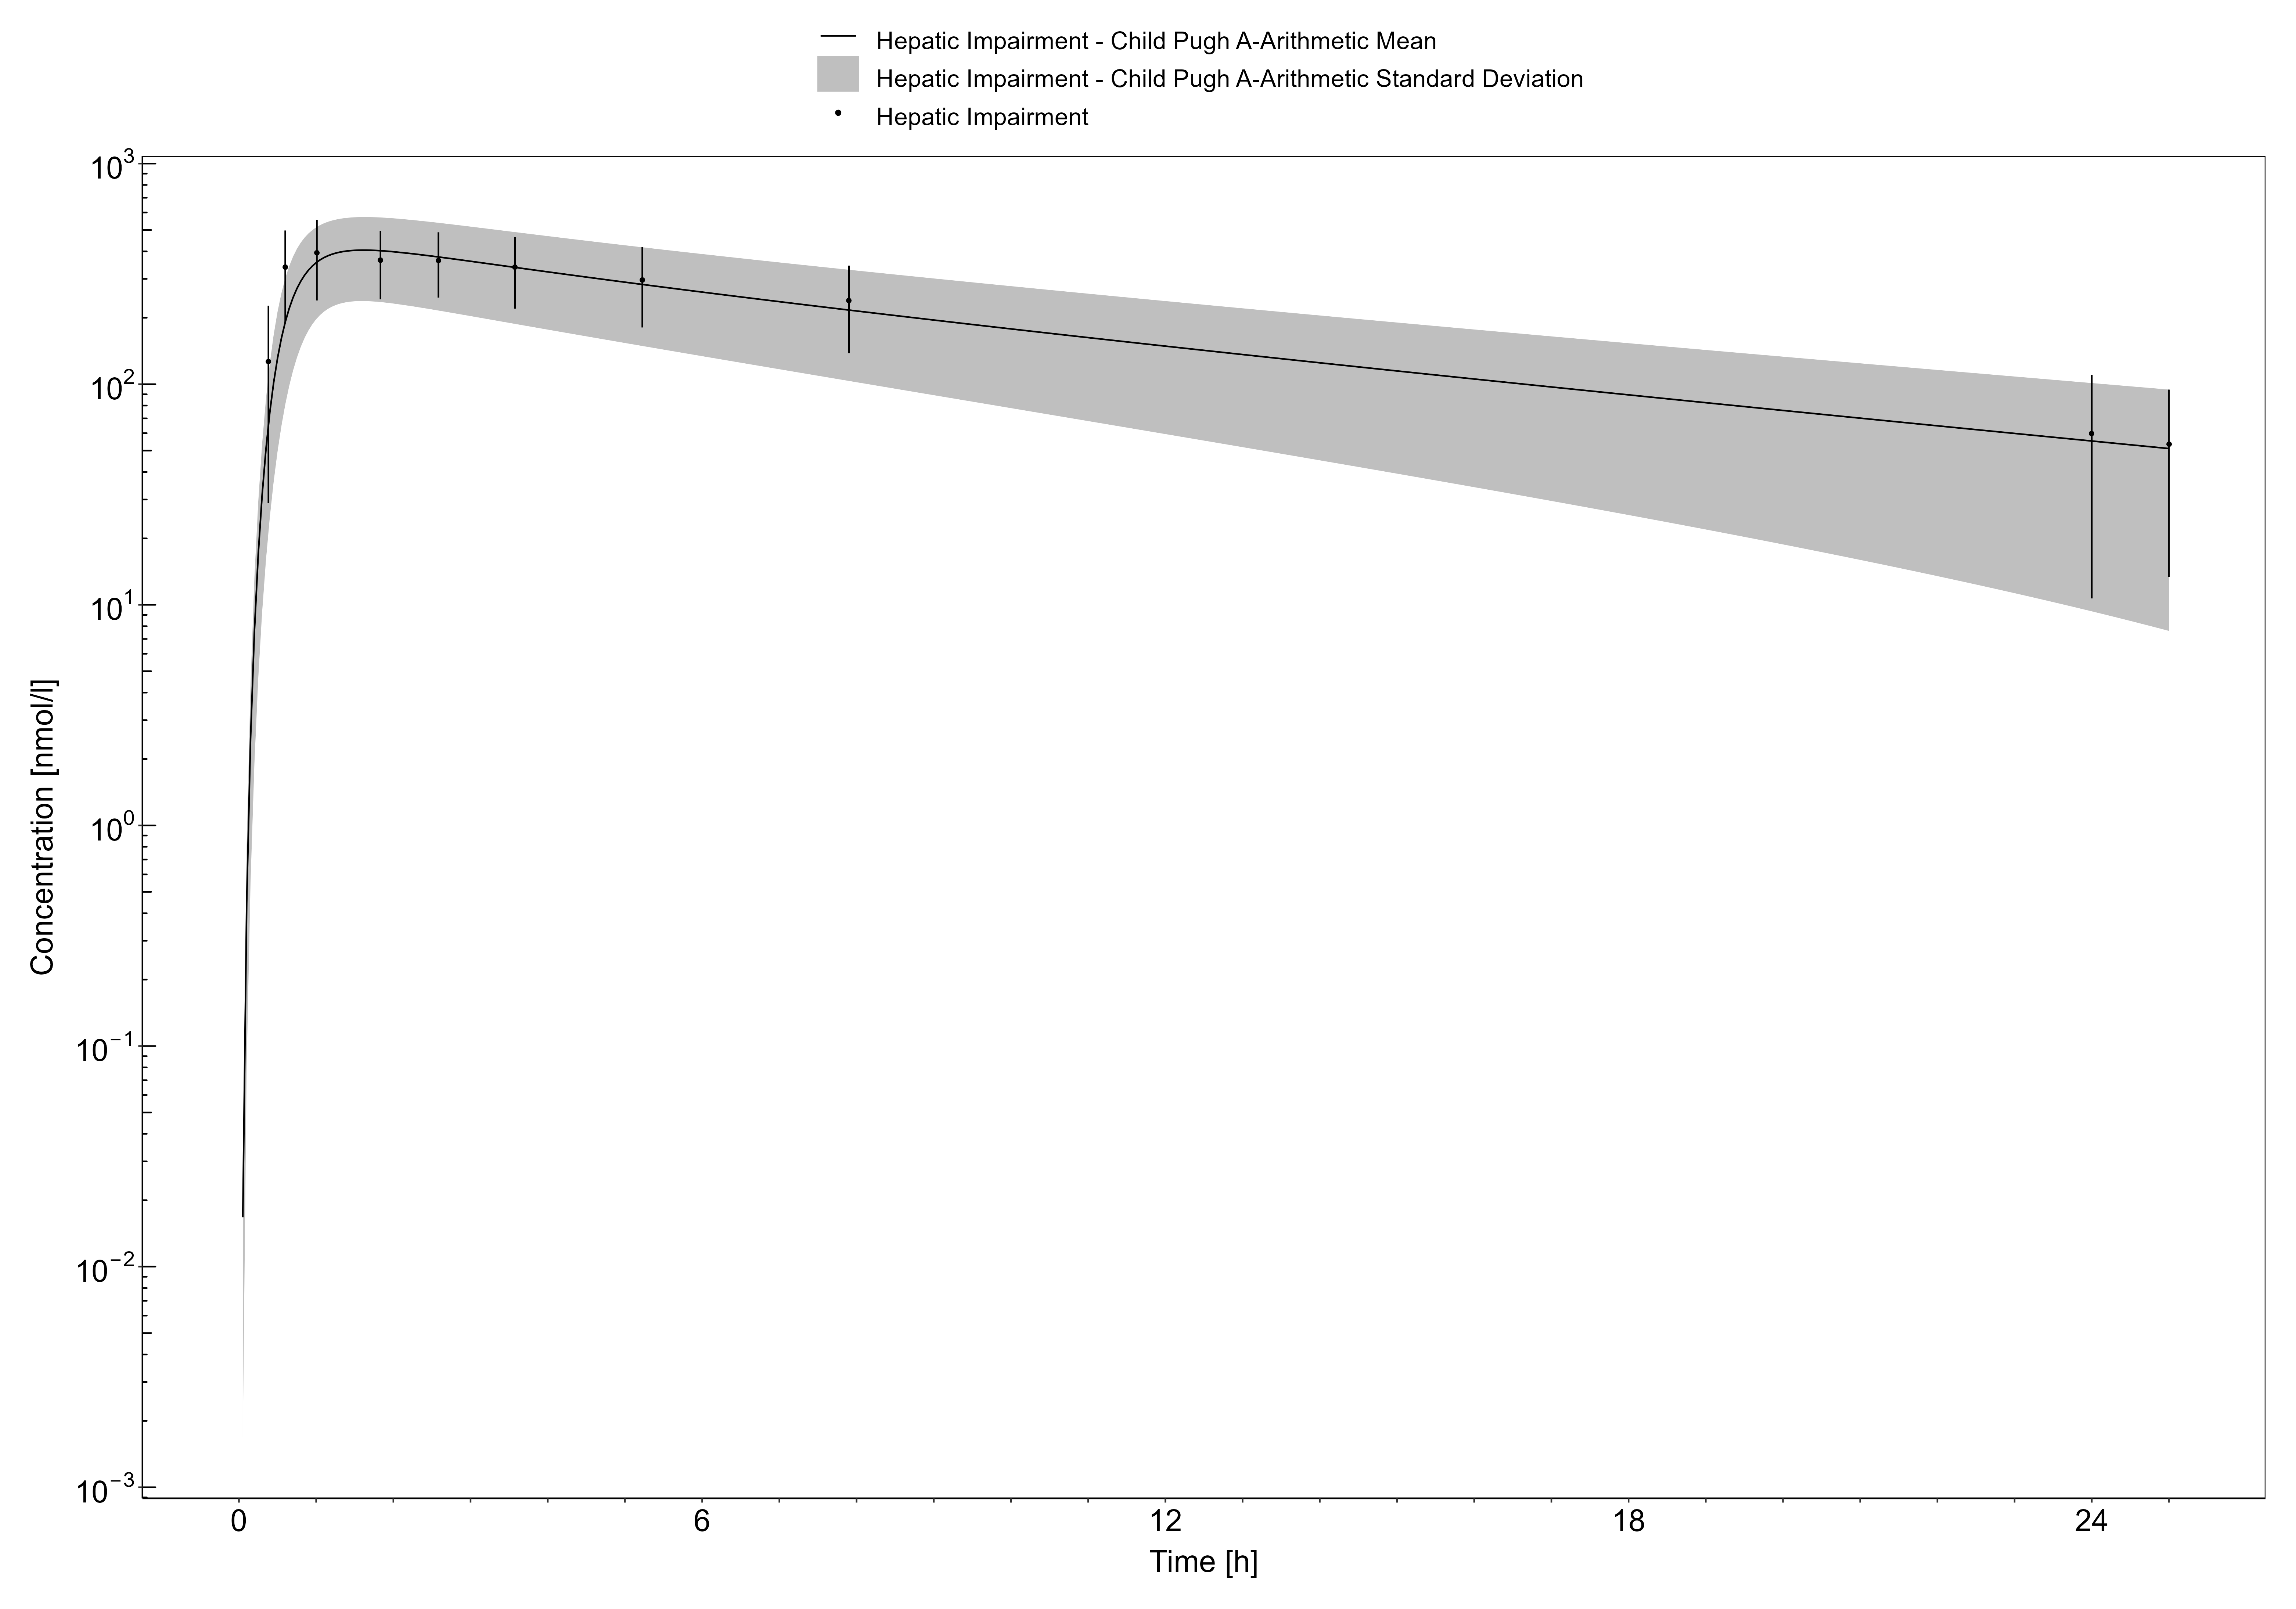 Hepatic Impairment - Child Pugh A-Arithmetic Mean
Hepatic Impairment - Child Pugh A-Arithmetic Standard Deviation
Hepatic Impairment
10³
10²
10¹
10⁰
10⁻¹
10⁻²
10⁻³
Concentration [nmol/l]
0 6 12 18 24
Time [h]